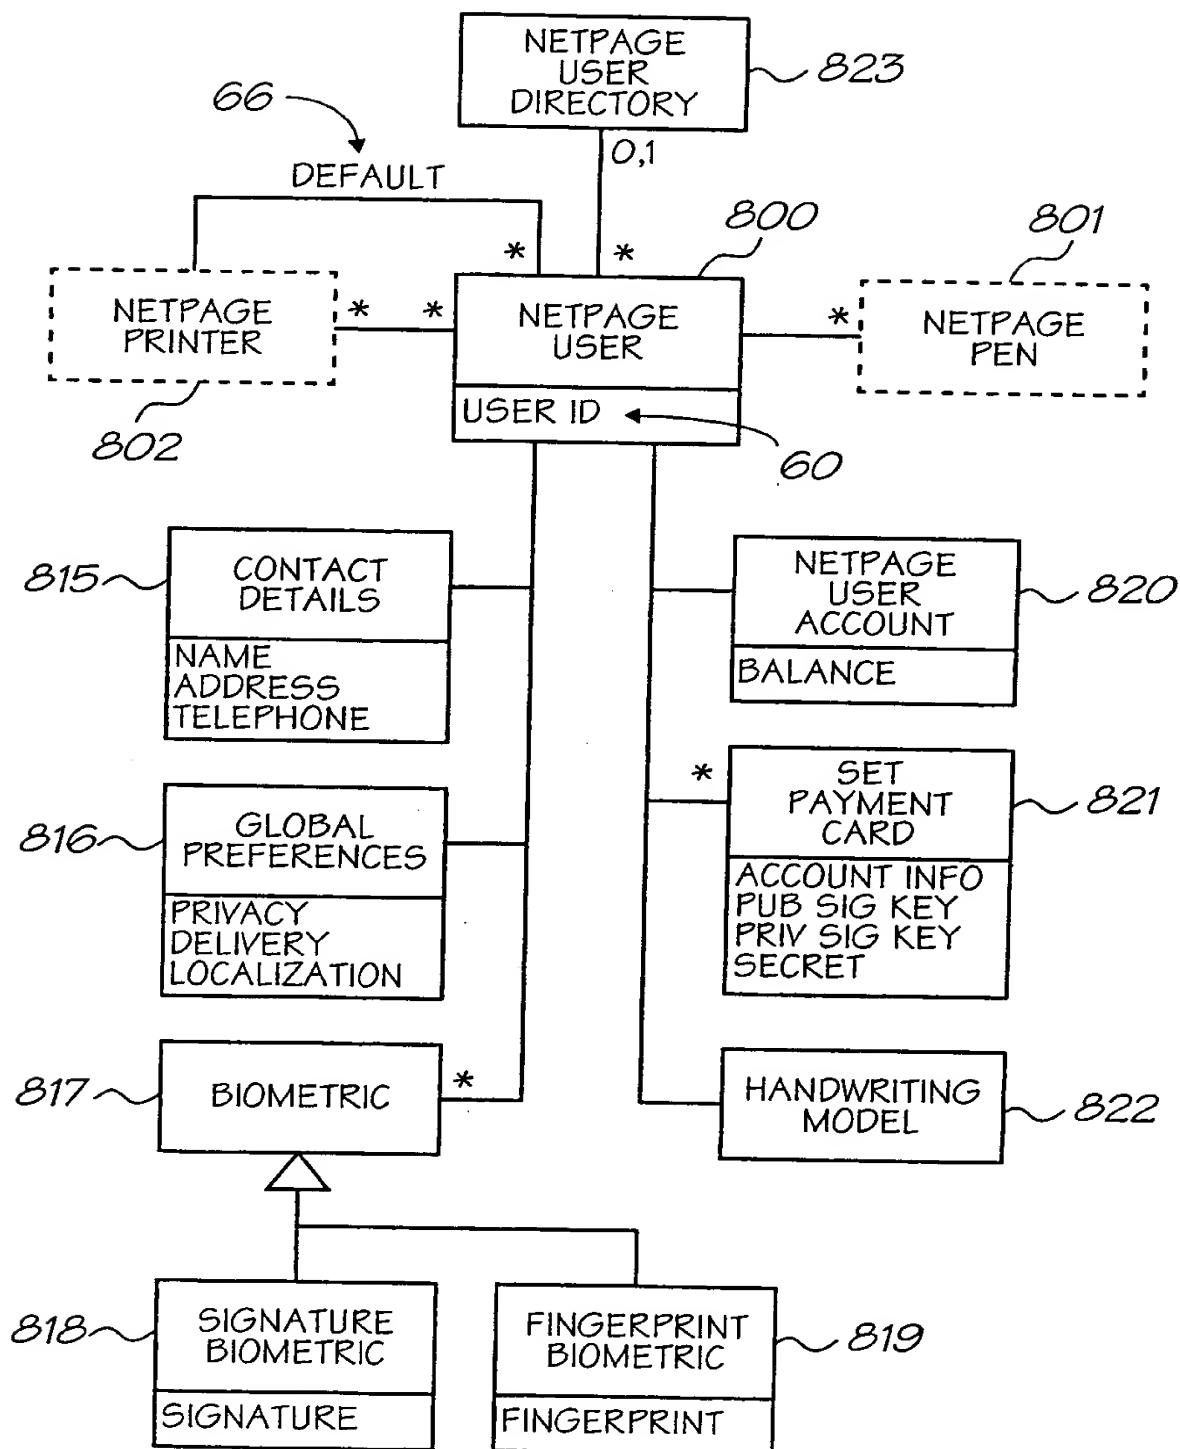 NETPAGE
USER
DIRECTORY
823
66
DEFAULT
0,1
*
*
800
801
NETPAGE
PRINTER
*
*
NETPAGE
USER
*
NETPAGE
PEN
802
USER ID
60
815
CONTACT
DETAILS
NAME
ADDRESS
TELEPHONE
NETPAGE
USER
ACCOUNT
820
BALANCE
816
GLOBAL
PREFERENCES
PRIVACY
DELIVERY
LOCALIZATION
*
SET
PAYMENT
CARD
821
ACCOUNT INFO
PUB SIG KEY
PRIV SIG KEY
SECRET
817
BIOMETRIC
*
HANDWRITING
MODEL
822
818
SIGNATURE
BIOMETRIC
SIGNATURE
FINGERPRINT
BIOMETRIC
819
FINGERPRINT